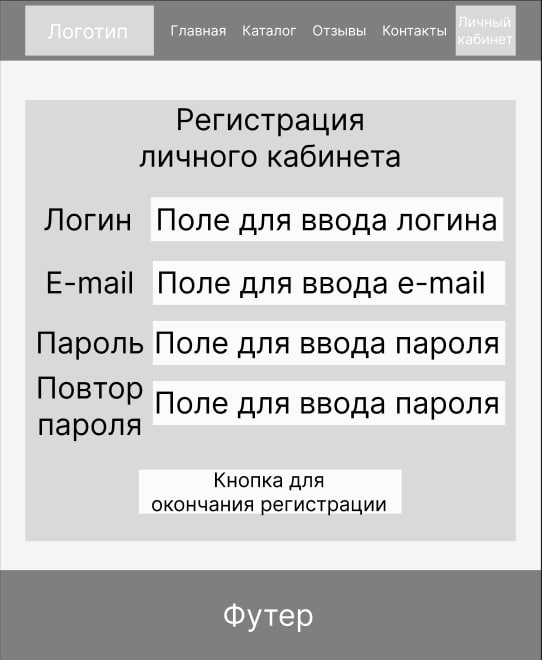 Логотип
Главная
Каталог
Отзывы
Контакты
Личный
кабинет
Регистрация
личного кабинета
Логин
Поле для ввода логина
E-mail
Поле для ввода e-mail
Пароль
Поле для ввода пароля
Повтор
пароля
Поле для ввода пароля
Кнопка для
окончания регистрации
Футер